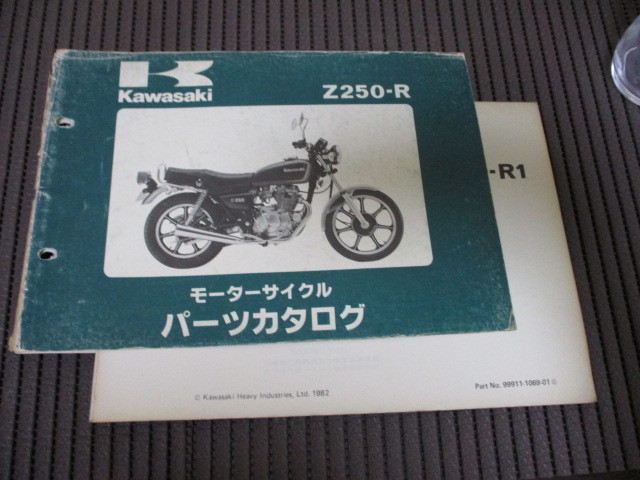 Kawasaki
Z250-R
モーターサイクル
パーツカタログ
-R1
© Kawasaki Heavy Industries, Ltd. 1982
Part No. 99911-1069-01